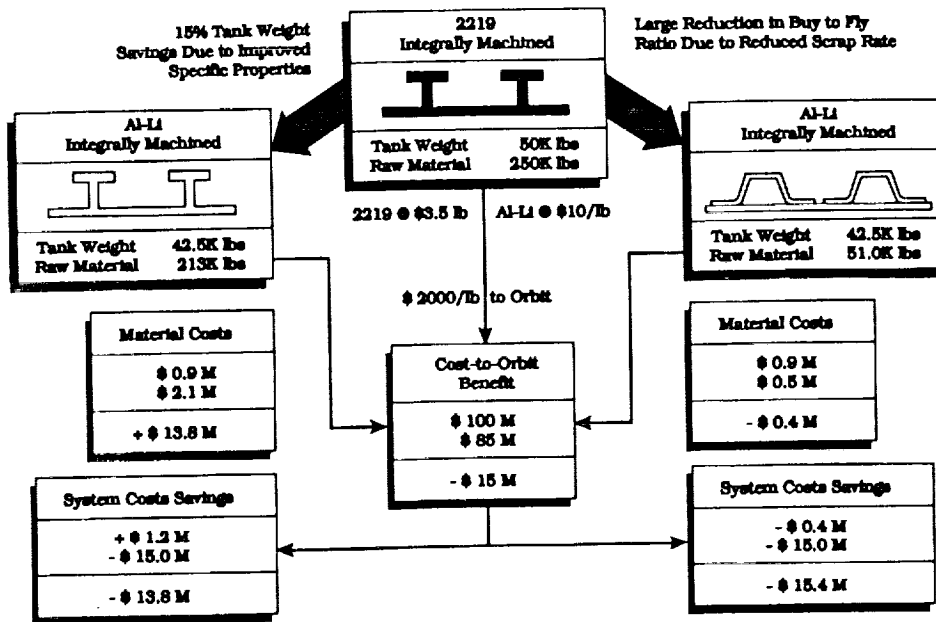 15% Tank Weight
Savings Due to Improved
Specific Properties
2219
Integrally Machined
Tank Weight 50K lbs
Raw Material 250K lbs
Large Reduction in Buy to Fly
Ratio Due to Reduced Scrap Rate
Al-Li
Integrally Machined
Tank Weight 42.5K lbs
Raw Material 213K lbs
2219 @ $3.5 lb
Al-Li @ $10/lb
Al-Li
Integrally Machined
Tank Weight 42.5K lbs
Raw Material 51.0K lbs
$ 2000/lb to Orbit
Material Costs
$ 0.9 M
$ 2.1 M
+ $ 13.8 M
Cost-to-Orbit
Benefit
$ 100 M
$ 85 M
- $ 15 M
Material Costs
$ 0.9 M
$ 0.5 M
- $ 0.4 M
System Costs Savings
+ $ 1.2 M
- $ 15.0 M
- $ 13.8 M
System Costs Savings
- $ 0.4 M
- $ 15.0 M
- $ 15.4 M